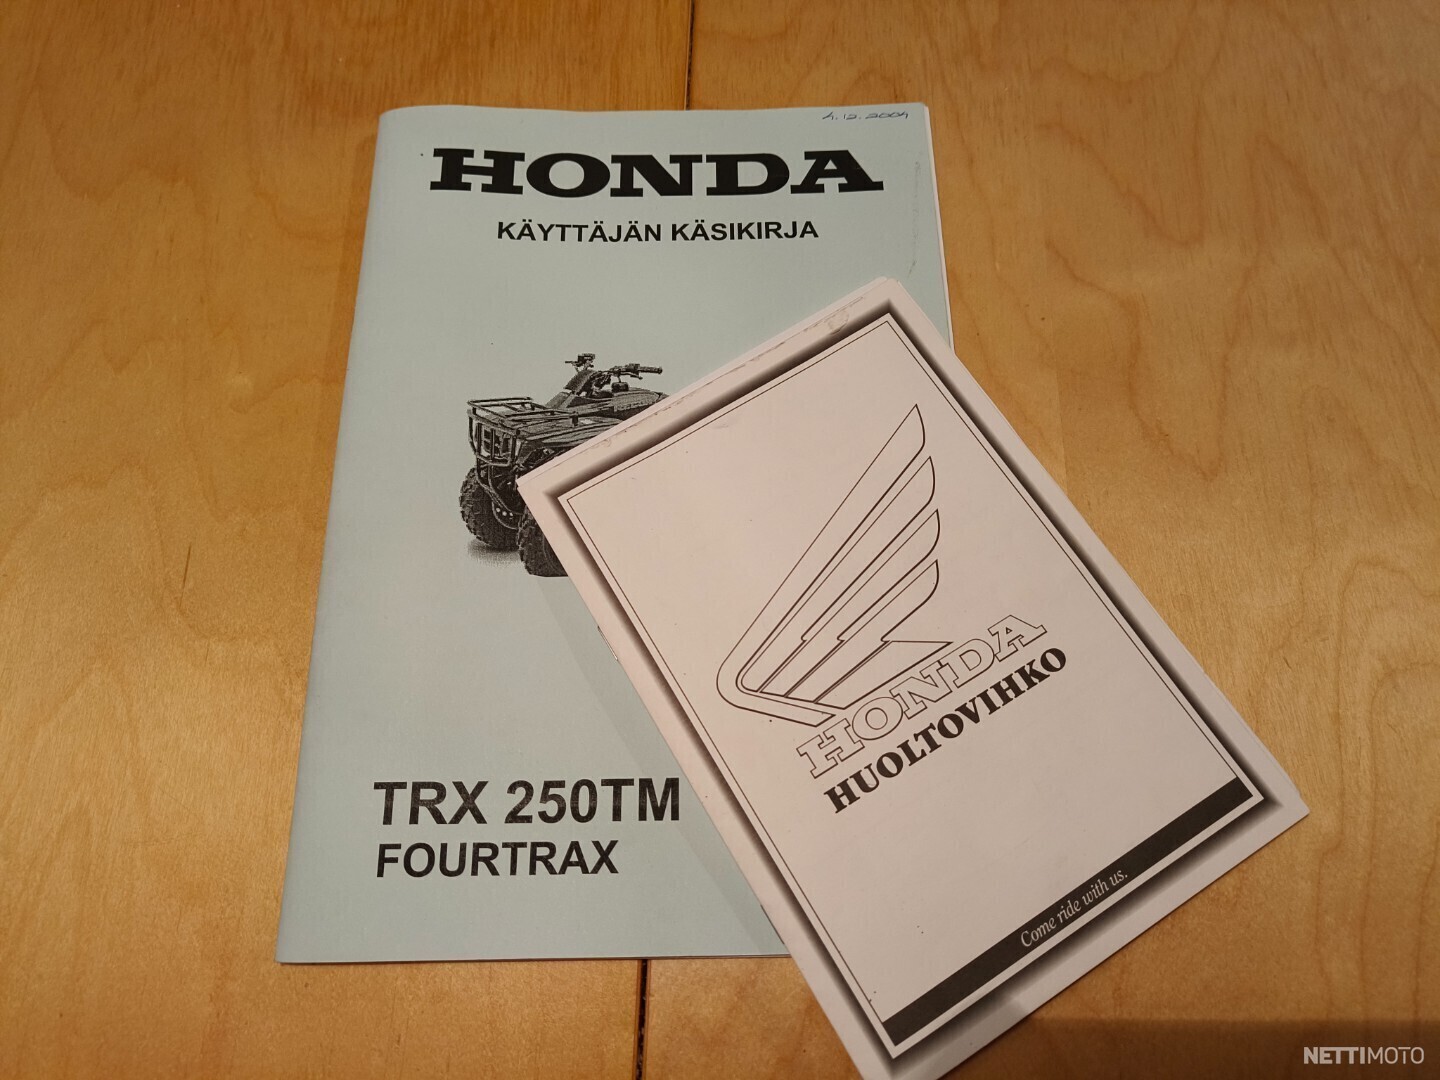 4.12.2004
HONDA
KÄYTTÄJÄN KÄSIKIRJA
TRX 250TM
FOURTRAX
HONDA
HUOLTOVIHKO
Come ride with us.
NETTIMOTO